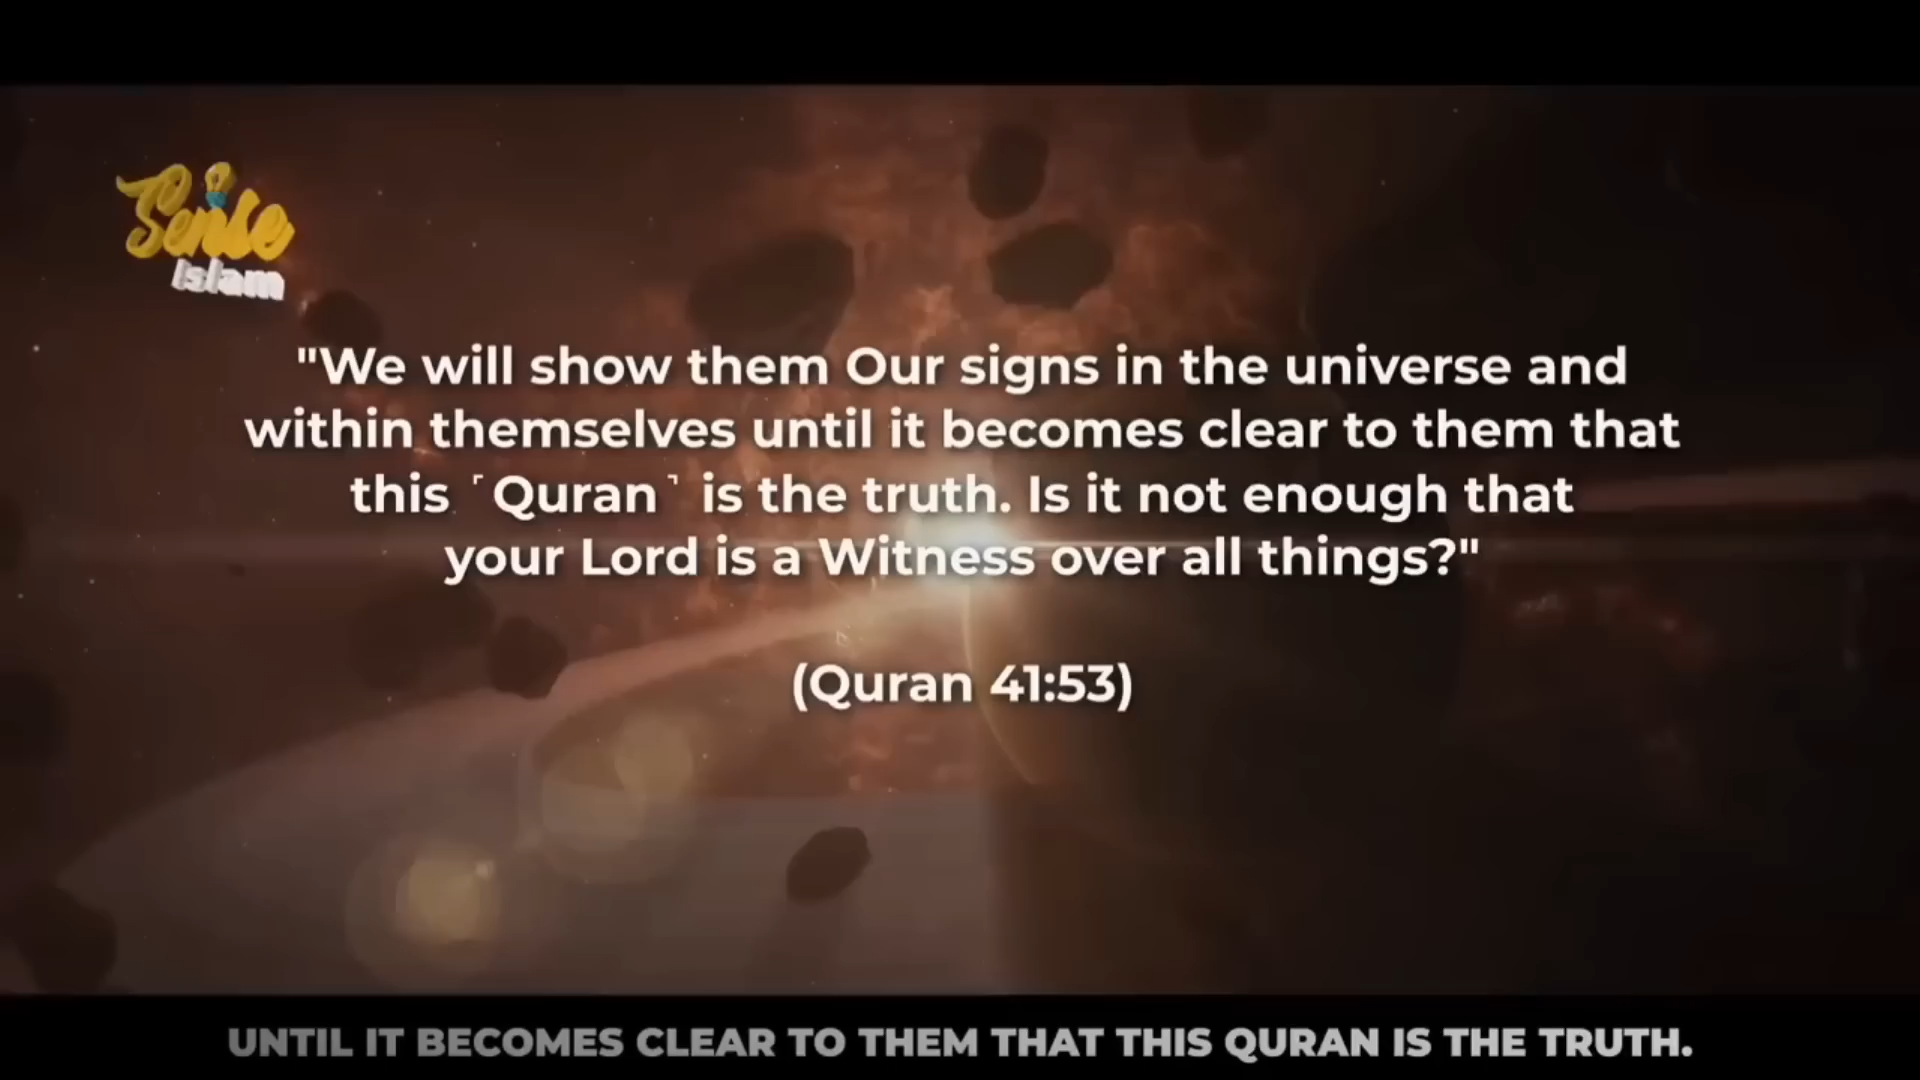 Sense
Islam
"We will show them Our signs in the universe and
within themselves until it becomes clear to them that
this ˹Quran˺ is the truth. Is it not enough that
your Lord is a Witness over all things?"
(Quran 41:53)
UNTIL IT BECOMES CLEAR TO THEM THAT THIS QURAN IS THE TRUTH.